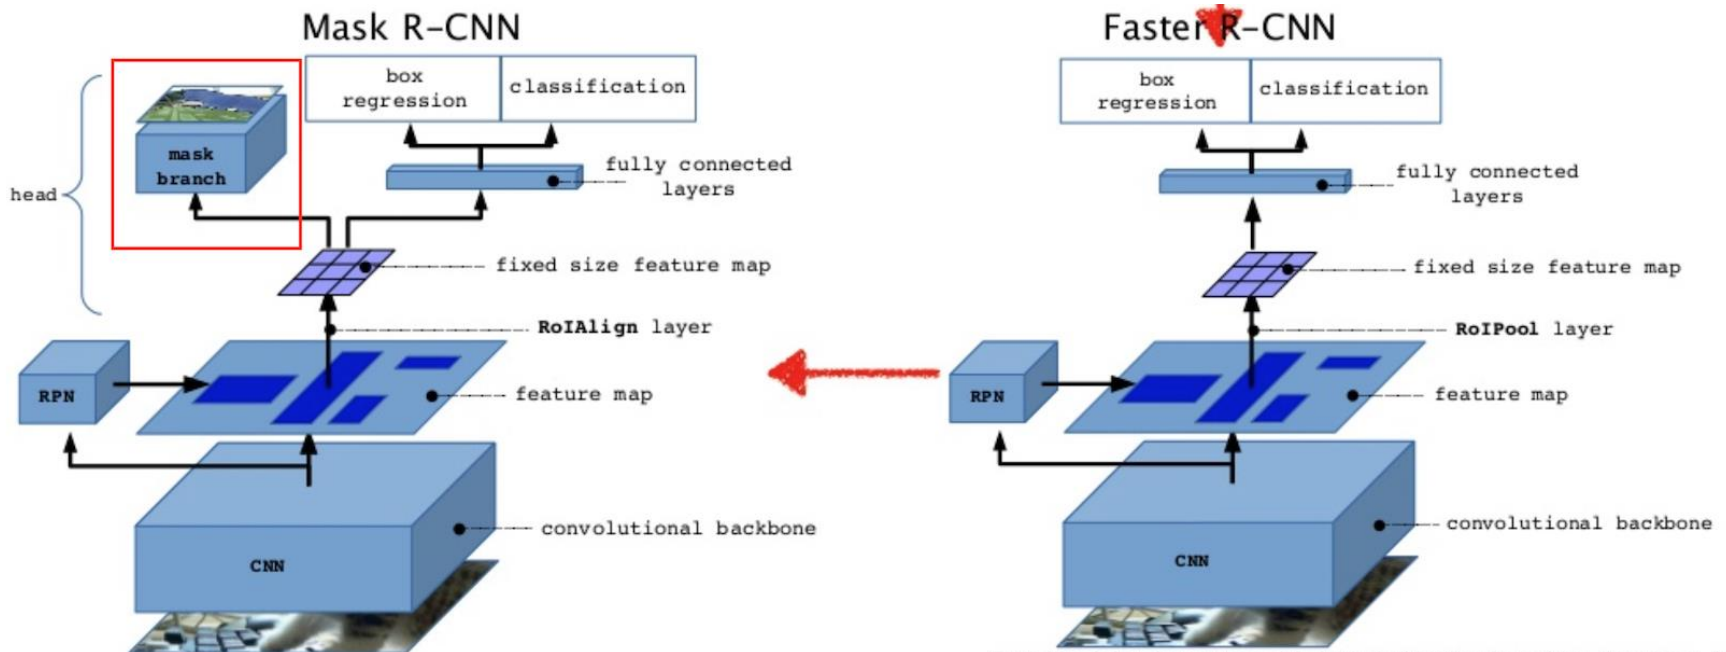 Mask R-CNN
box
regression
classification
mask
branch
head
fully connected
layers
fixed size feature map
RoIAlign layer
RPN
feature map
convolutional backbone
CNN
Faster R-CNN
box
regression
classification
fully connected
layers
fixed size feature map
RoIPool layer
RPN
feature map
convolutional backbone
CNN